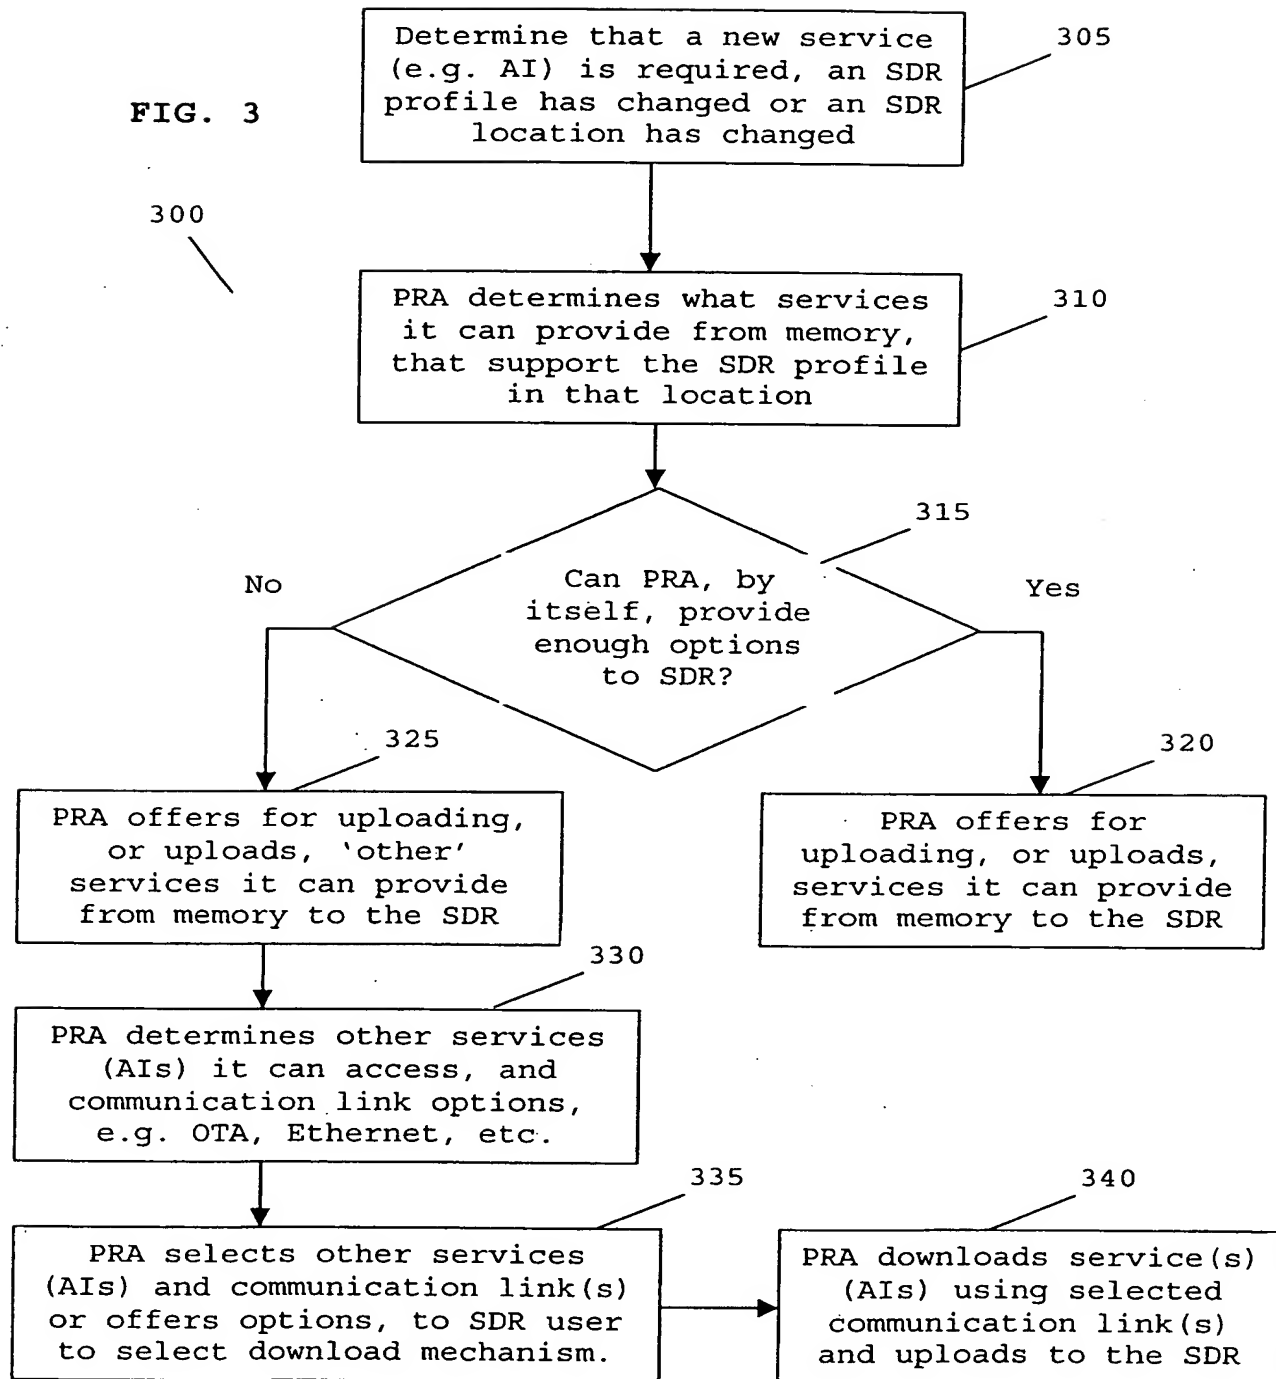 Determine that a new service
(e.g. AI) is required, an SDR
profile has changed or an SDR
location has changed
305
FIG. 3
300
PRA determines what services
it can provide from memory,
that support the SDR profile
in that location
310
315
Can PRA, by
itself, provide
enough options
to SDR?
No
Yes
325
PRA offers for uploading,
or uploads, 'other'
services it can provide
from memory to the SDR
320
PRA offers for
uploading, or uploads,
services it can provide
from memory to the SDR
330
PRA determines other services
(AIs) it can access, and
communication link options,
e.g. OTA, Ethernet, etc.
335
PRA selects other services
(AIs) and communication link(s)
or offers options, to SDR user
to select download mechanism.
340
PRA downloads service(s)
(AIs) using selected
communication link(s)
and uploads to the SDR